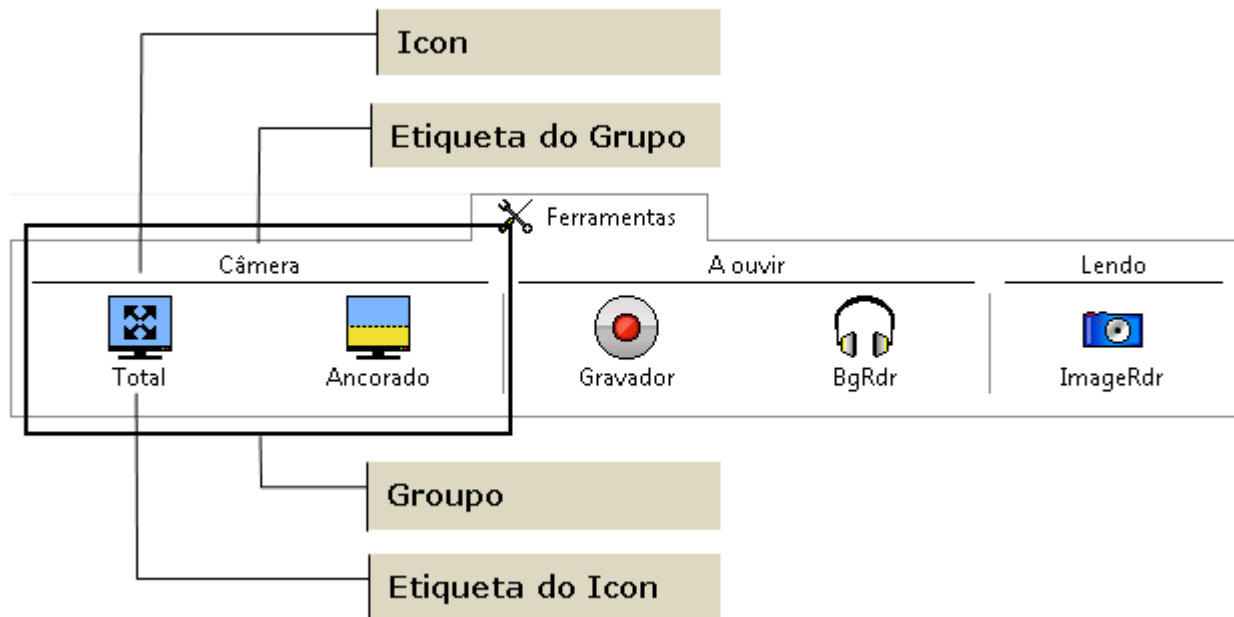 Icon
Etiqueta do Grupo
Ferramentas
Câmera A ouvir Lendo
Total Ancorado Gravador BgRdr ImageRdr
Groupo
Etiqueta do Icon